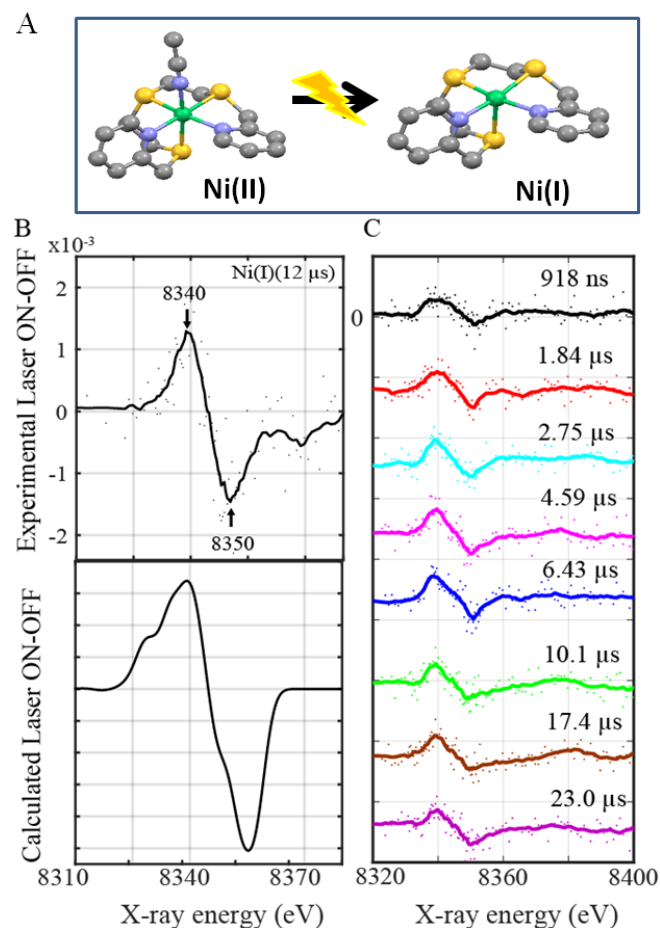 A
Ni(II)
Ni(I)
B
C
x10⁻³
Ni(I)(12 µs)
8340
8350
2
1
0
-1
-2
Experimental Laser ON-OFF
Calculated Laser ON-OFF
8310
8340
8370
X-ray energy (eV)
0
918 ns
1.84 µs
2.75 µs
4.59 µs
6.43 µs
10.1 µs
17.4 µs
23.0 µs
8320
8360
8400
X-ray energy (eV)